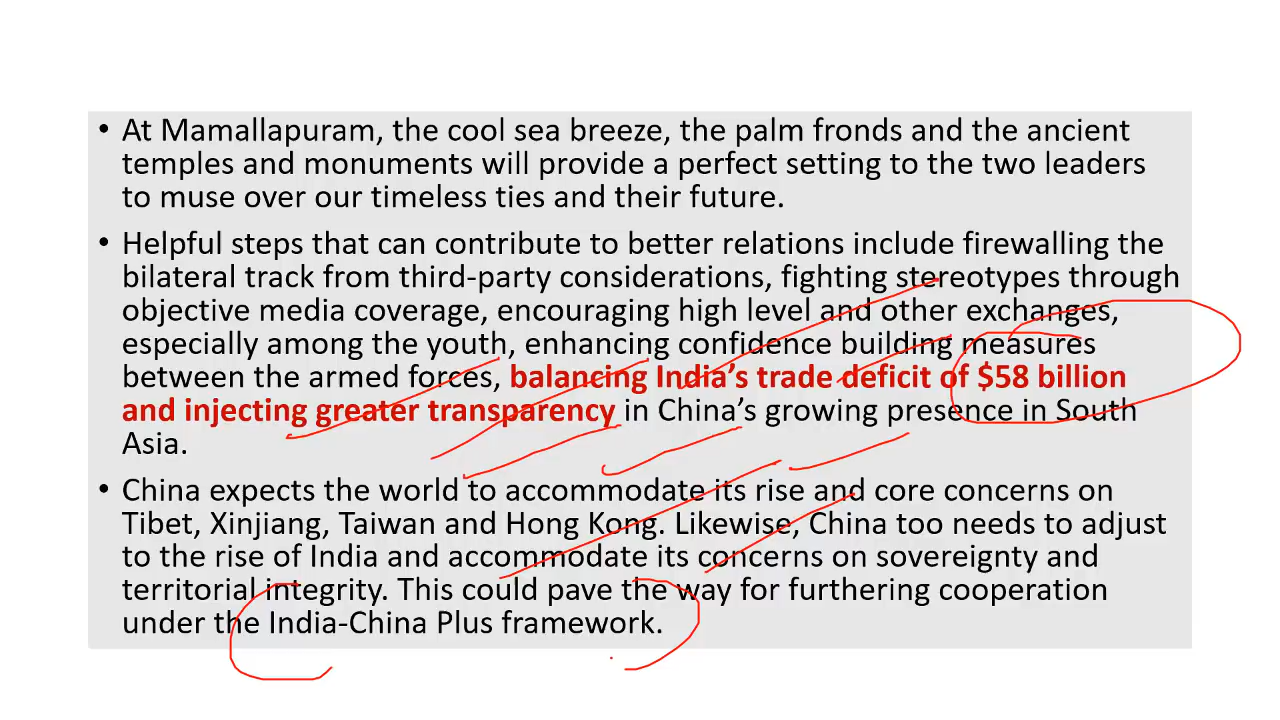 • At Mamallapuram, the cool sea breeze, the palm fronds and the ancient
temples and monuments will provide a perfect setting to the two leaders
to muse over our timeless ties and their future.
• Helpful steps that can contribute to better relations include firewalling the
bilateral track from third-party considerations, fighting stereotypes through
objective media coverage, encouraging high level and other exchanges,
especially among the youth, enhancing confidence building measures
between the armed forces, balancing India’s trade deficit of $58 billion
and injecting greater transparency in China’s growing presence in South
Asia.
• China expects the world to accommodate its rise and core concerns on
Tibet, Xinjiang, Taiwan and Hong Kong. Likewise, China too needs to adjust
to the rise of India and accommodate its concerns on sovereignty and
territorial integrity. This could pave the way for furthering cooperation
under the India-China Plus framework.